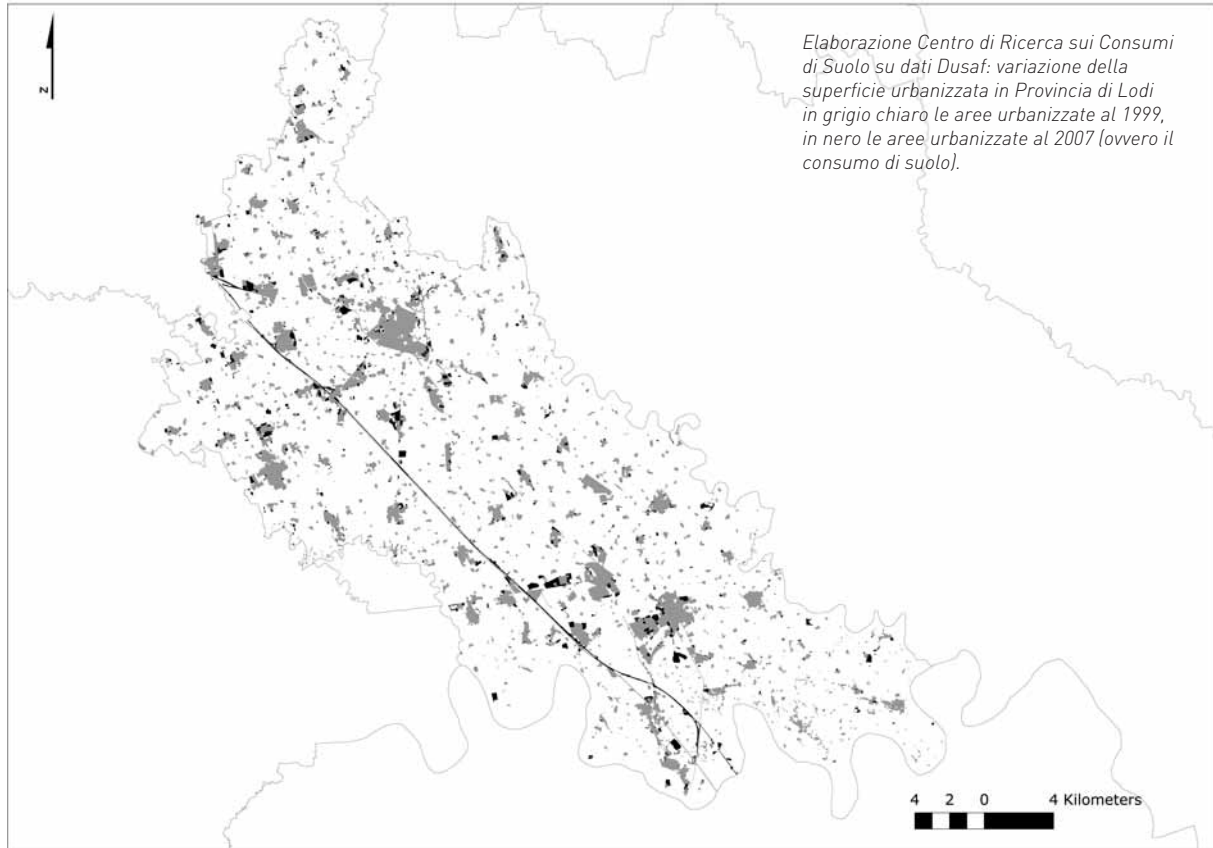 Elaborazione Centro di Ricerca sui Consumi
di Suolo su dati Dusaf: variazione della
superficie urbanizzata in Provincia di Lodi
in grigio chiaro le aree urbanizzate al 1999,
in nero le aree urbanizzate al 2007 (ovvero il
consumo di suolo).
N
4 2 0 4 Kilometers